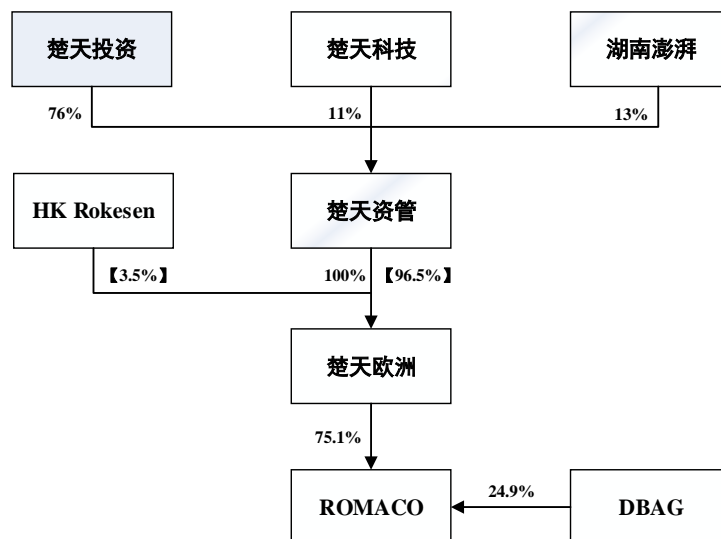 楚天投资
楚天科技
湖南澎湃
76%
11%
13%
HK Rokesen
楚天资管
【3.5%】
100%
【96.5%】
楚天欧洲
75.1%
ROMACO
24.9%
DBAG